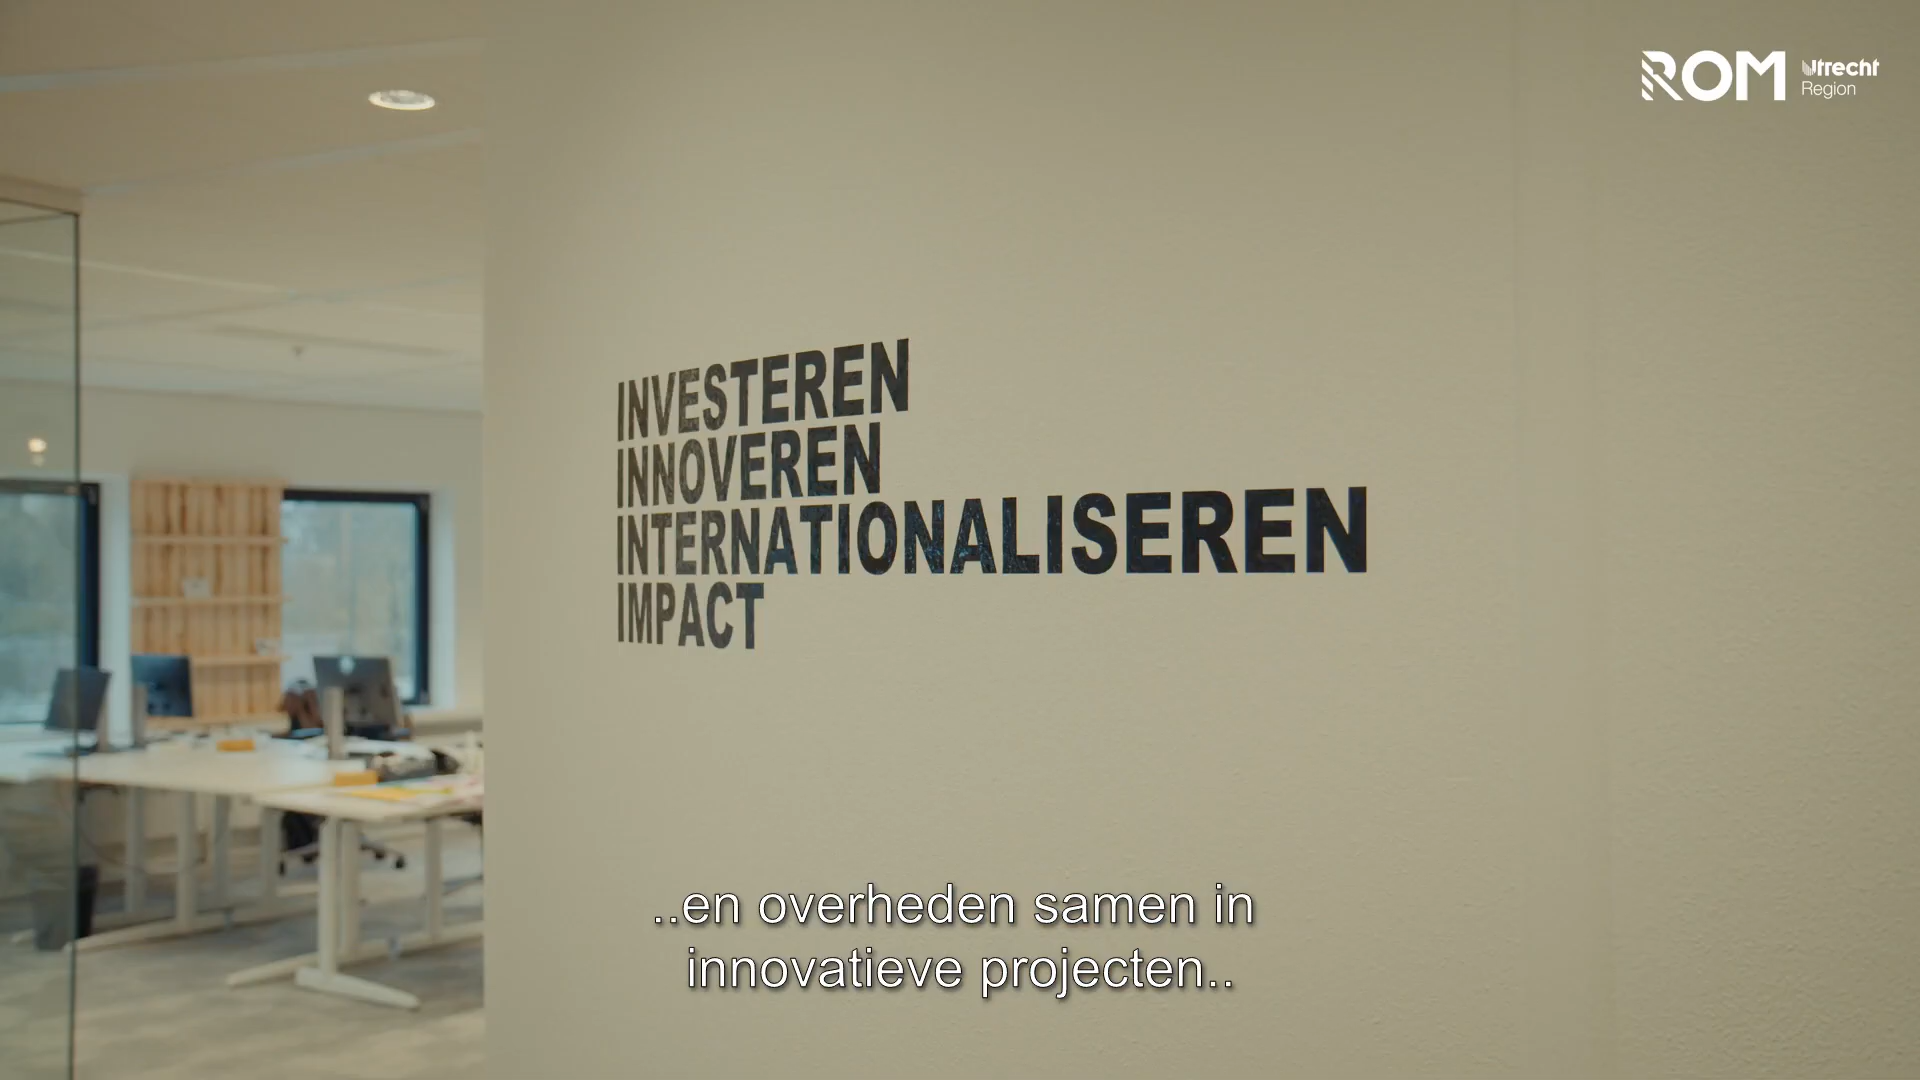 ROM Utrecht
Region
INVESTEREN
INNOVEREN
INTERNATIONALISEREN
IMPACT
..en overheden samen in
innovatieve projecten..